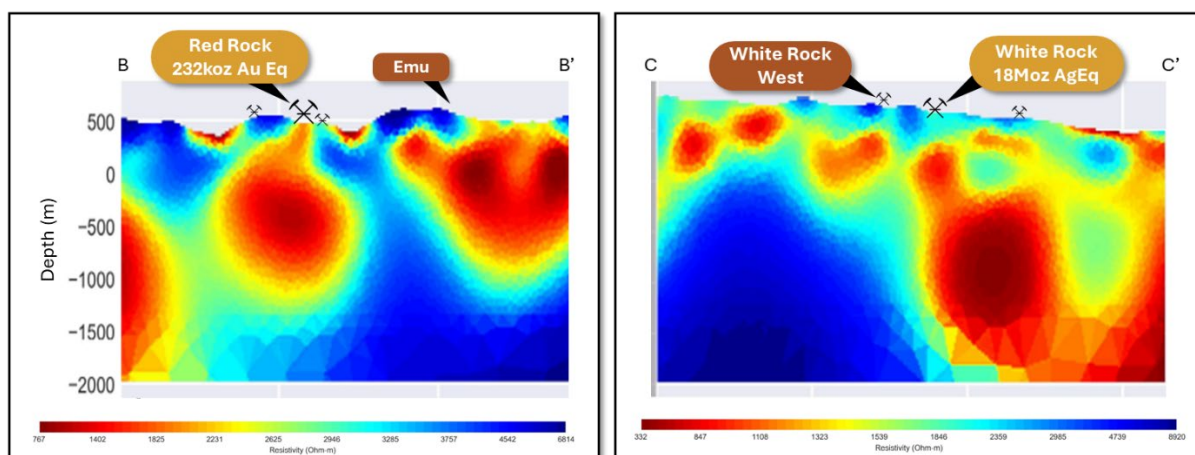 B
Red Rock
232koz Au Eq
Emu
B'
Depth (m)
500
0
−500
−1000
−1500
−2000
767 1402 1825 2231 2625 2946 3285 3757 4542 6814
Resistivity (Ohm-m)
C
White Rock
West
White Rock
18Moz AgEq
C'
332 847 1108 1323 1539 1846 2359 2985 4739 8920
Resistivity (Ohm-m)